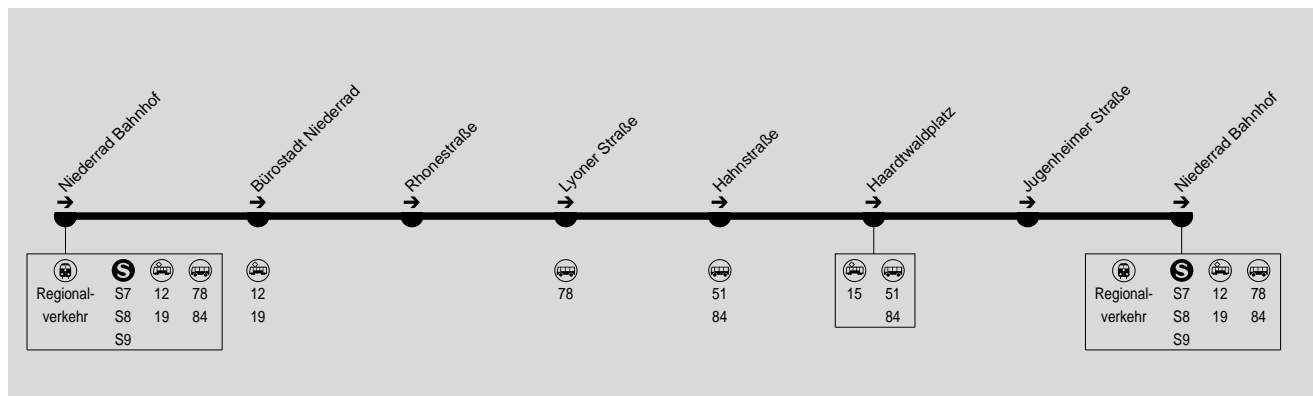 Niederrad Bahnhof
Bürostadt Niederrad
Rhonestraße
Lyoner Straße
Hahnstraße
Haardtwaldplatz
Jugenheimer Straße
Niederrad Bahnhof
S S
Regional- S7 12 78 12 78 51 15 51 Regional- S7 12 78
verkehr S8 19 84 19 84 84 verkehr S8 19 84
S9 S9